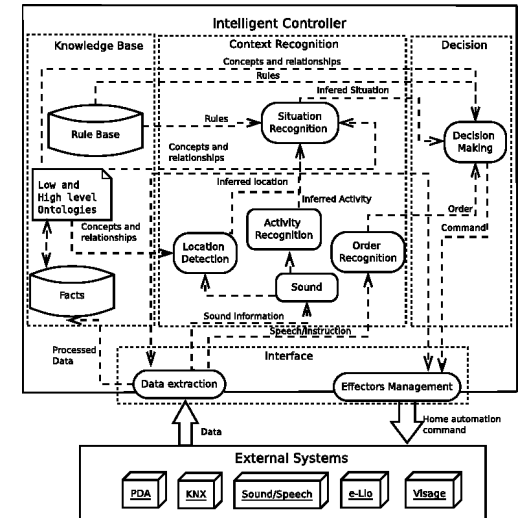 Intelligent Controller
Knowledge Base
Context Recognition
Decision
Concepts and relationships
Rules
Infered Situation
Rule Base
Rules
Situation
Recognition
Decision
Making
Concepts and
relationships
Inferred location
Low and
High level
Ontologies
Inferred Activity
Order
Concepts and
relationships
Activity
Recognition
Command
Location
Detection
Order
Recognition
Facts
Sound
Sound Information
Speech/Instruction
Processed
Data
Interface
Data extraction
Effectors Management
Data
Home automation
command
External Systems
PDA
KNX
Sound/Speech
e-Lio
Visage